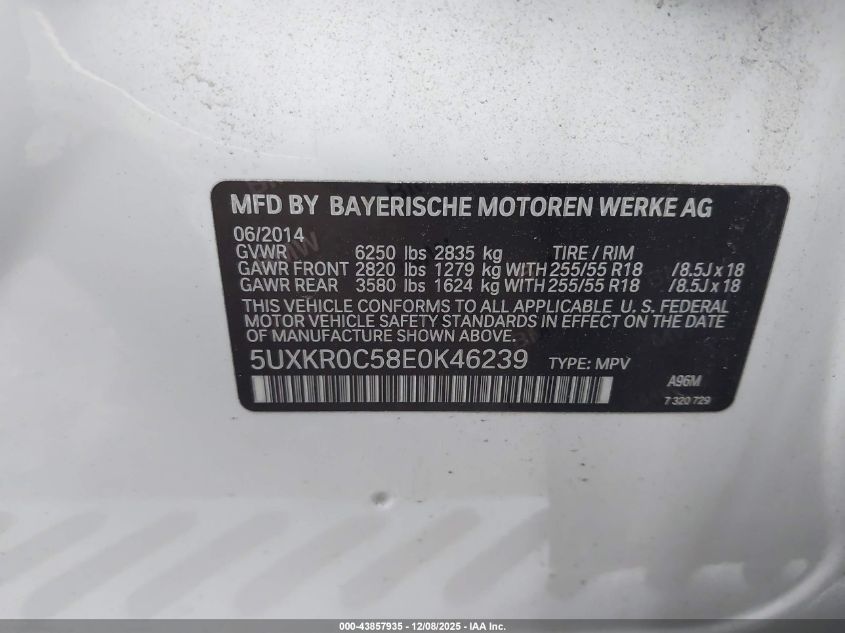 MFD BY BAYERISCHE MOTOREN WERKE AG
06/2014
GVWR 6250 lbs 2835 kg TIRE / RIM
GAWR FRONT 2820 lbs 1279 kg WITH 255/55 R18 /8.5J x 18
GAWR REAR 3580 lbs 1624 kg WITH 255/55 R18 /8.5J x 18
THIS VEHICLE CONFORMS TO ALL APPLICABLE U. S. FEDERAL
MOTOR VEHICLE SAFETY STANDARDS IN EFFECT ON THE DATE
OF MANUFACTURE SHOWN ABOVE.
5UXKR0C58E0K46239 TYPE: MPV
A96M
7 320 729
000-43857935 - 12/08/2025 - IAA Inc.